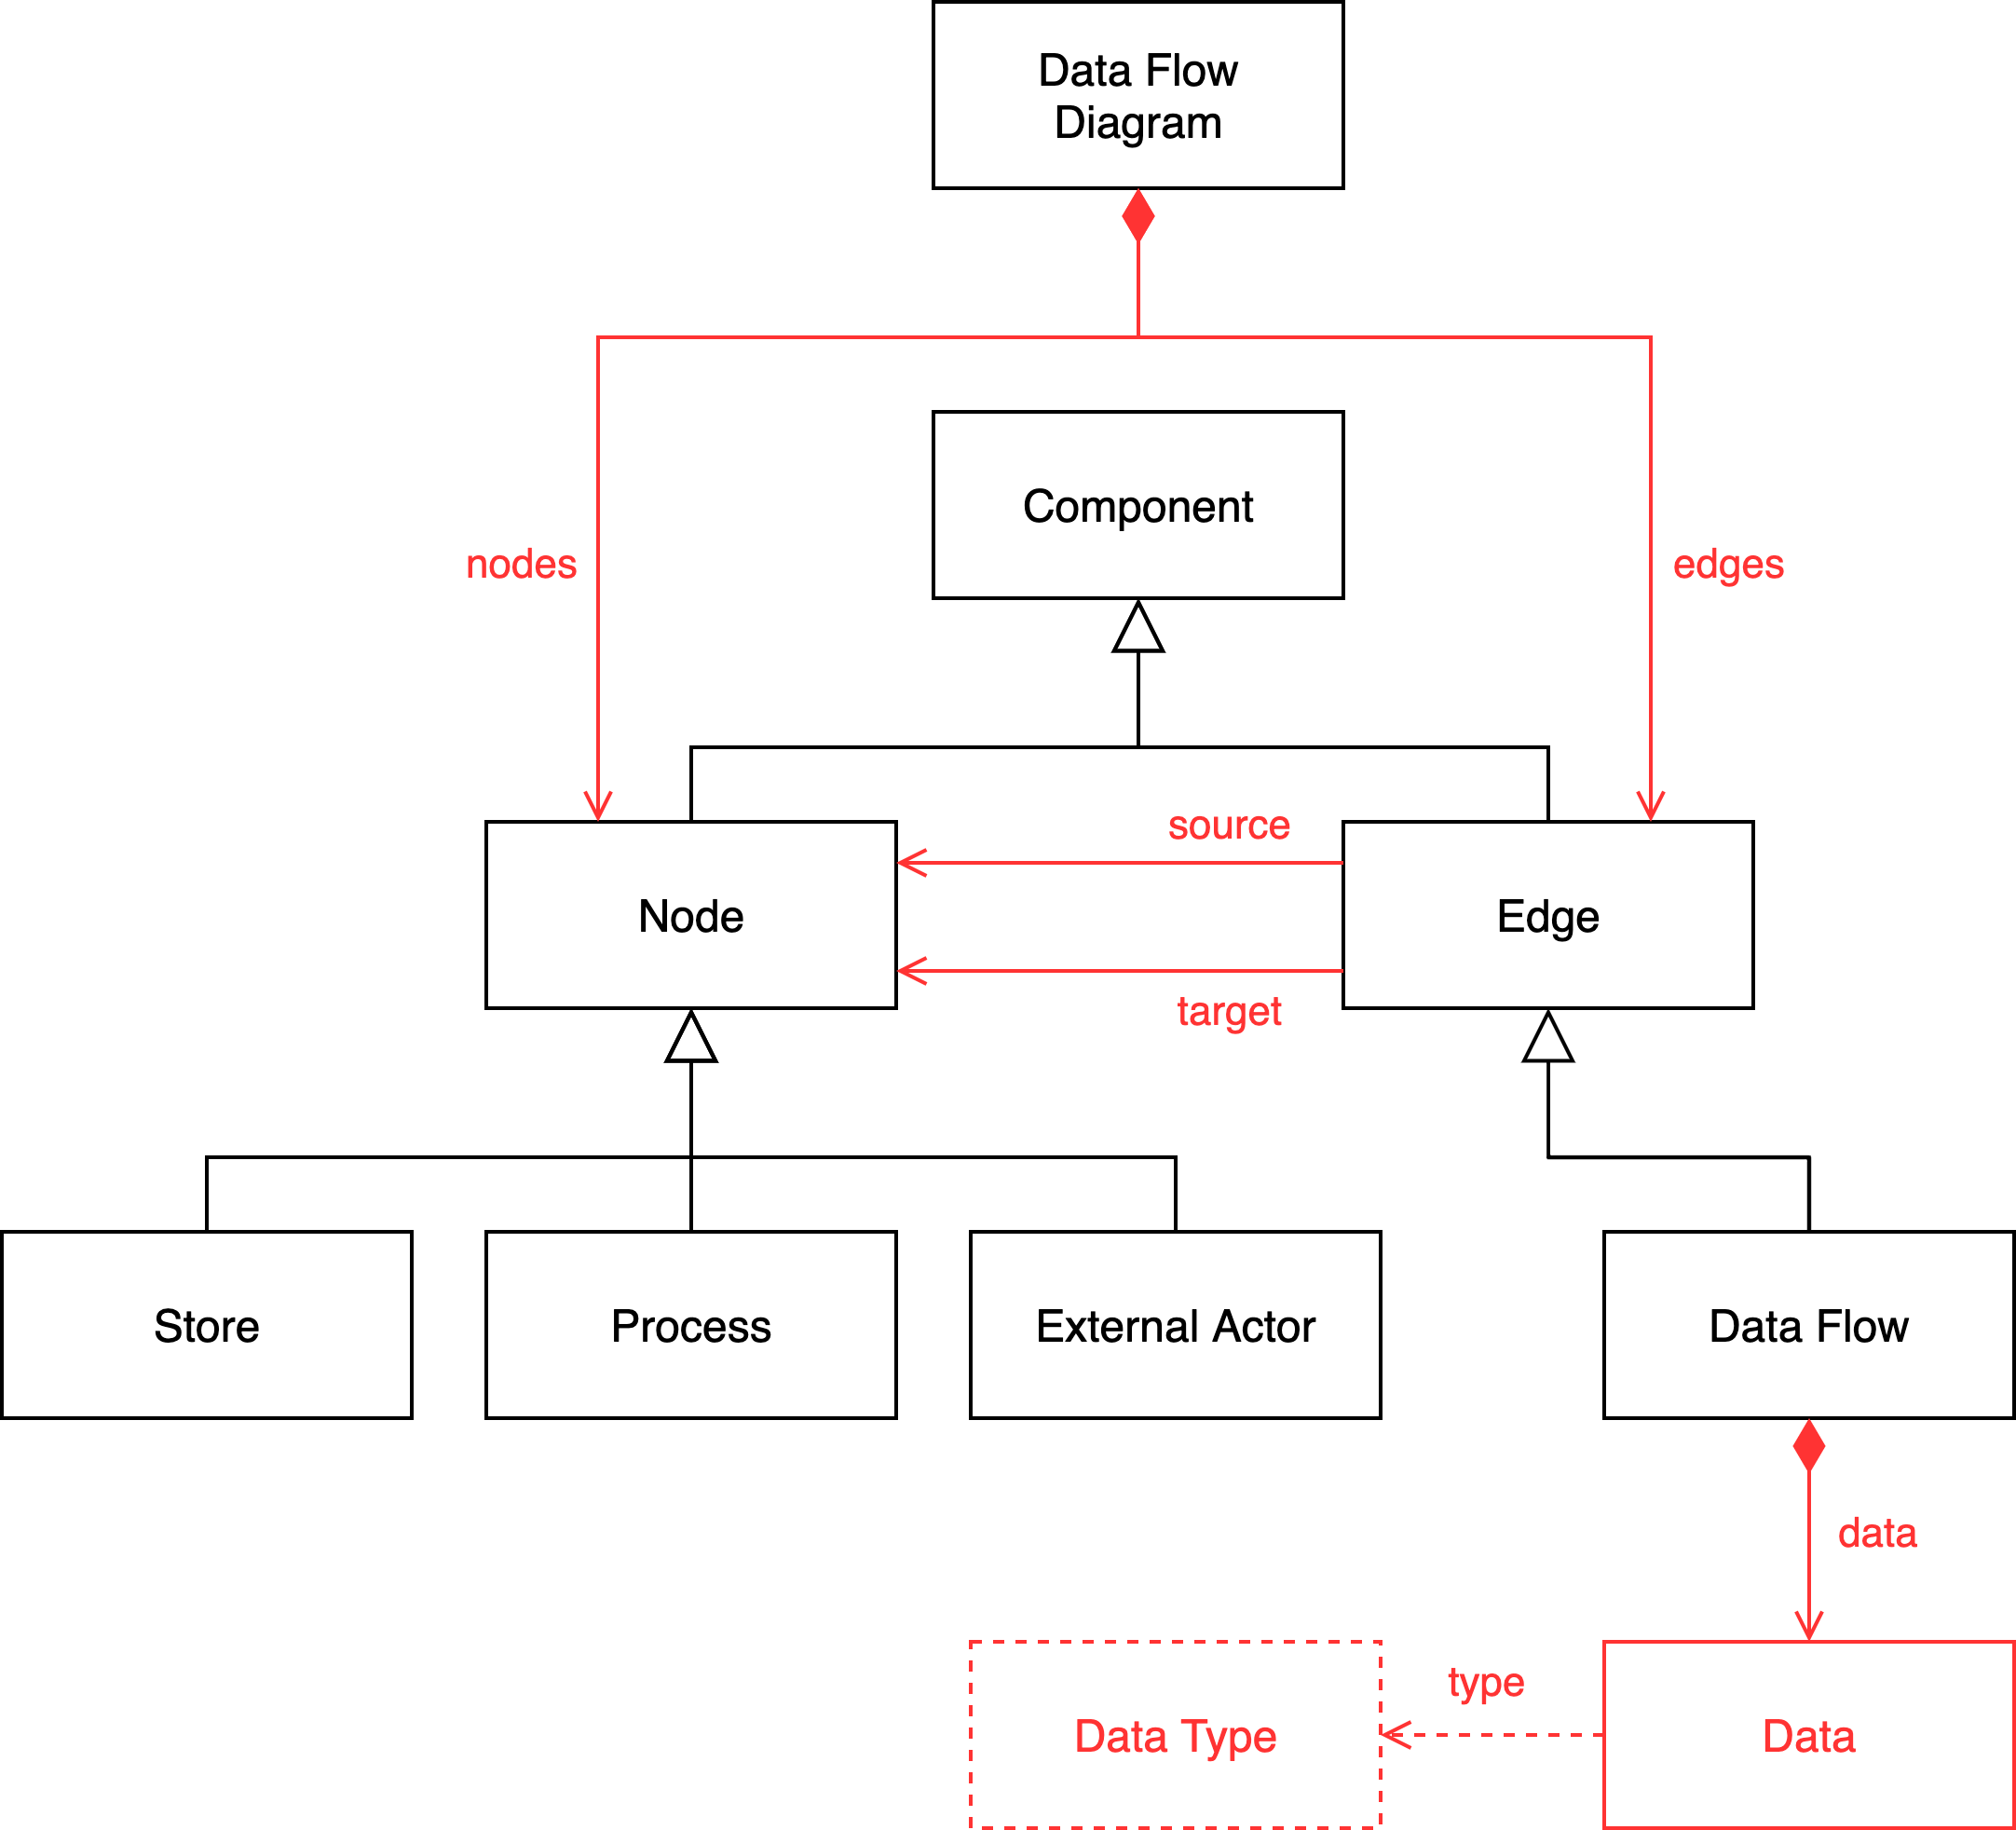 Data Flow
Diagram
Component
nodes
edges
source
Node
Edge
target
Store
Process
External Actor
Data Flow
data
type
Data Type
Data